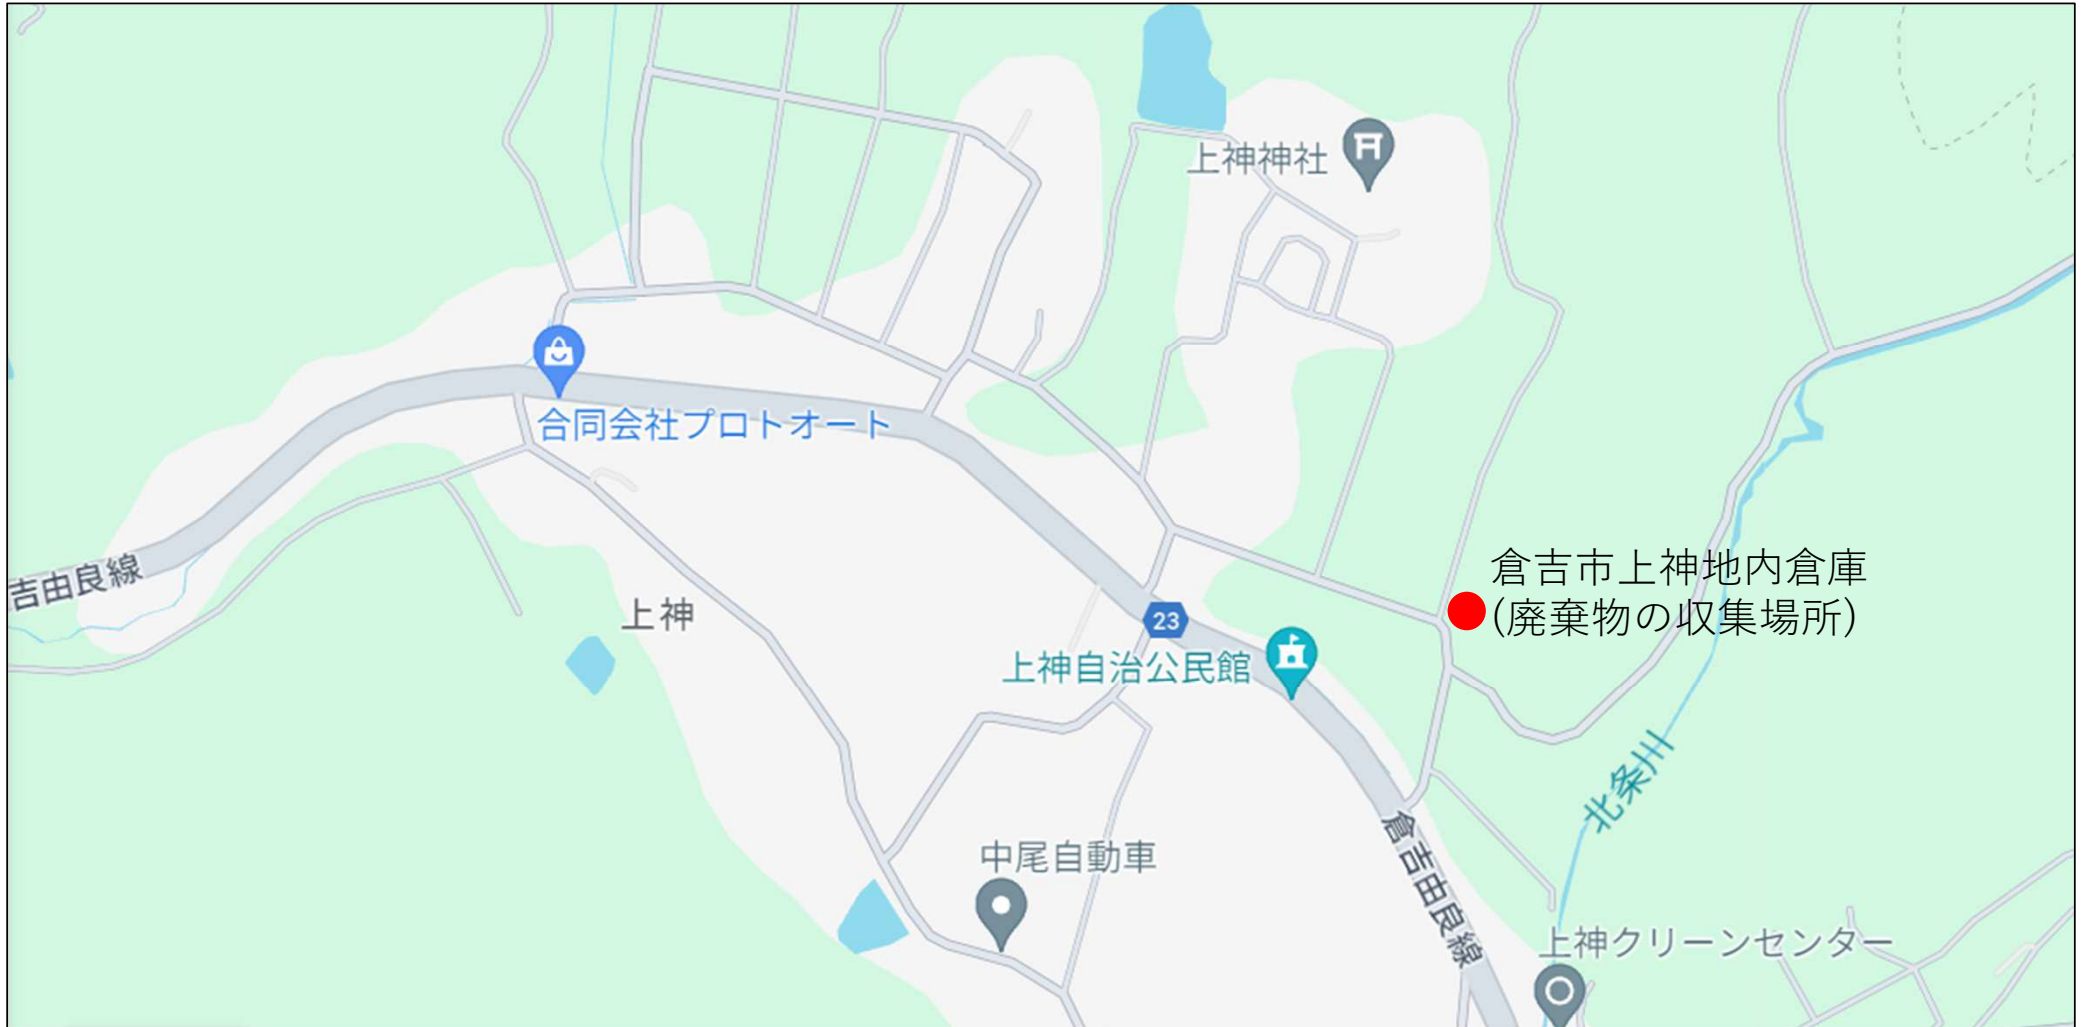 上神神社
合同会社プロトオート
倉吉市上神地内倉庫
(廃棄物の収集場所)
吉由良線
上神
23
上神自治公民館
北条川
中尾自動車
倉吉由良線
上神クリーンセンター